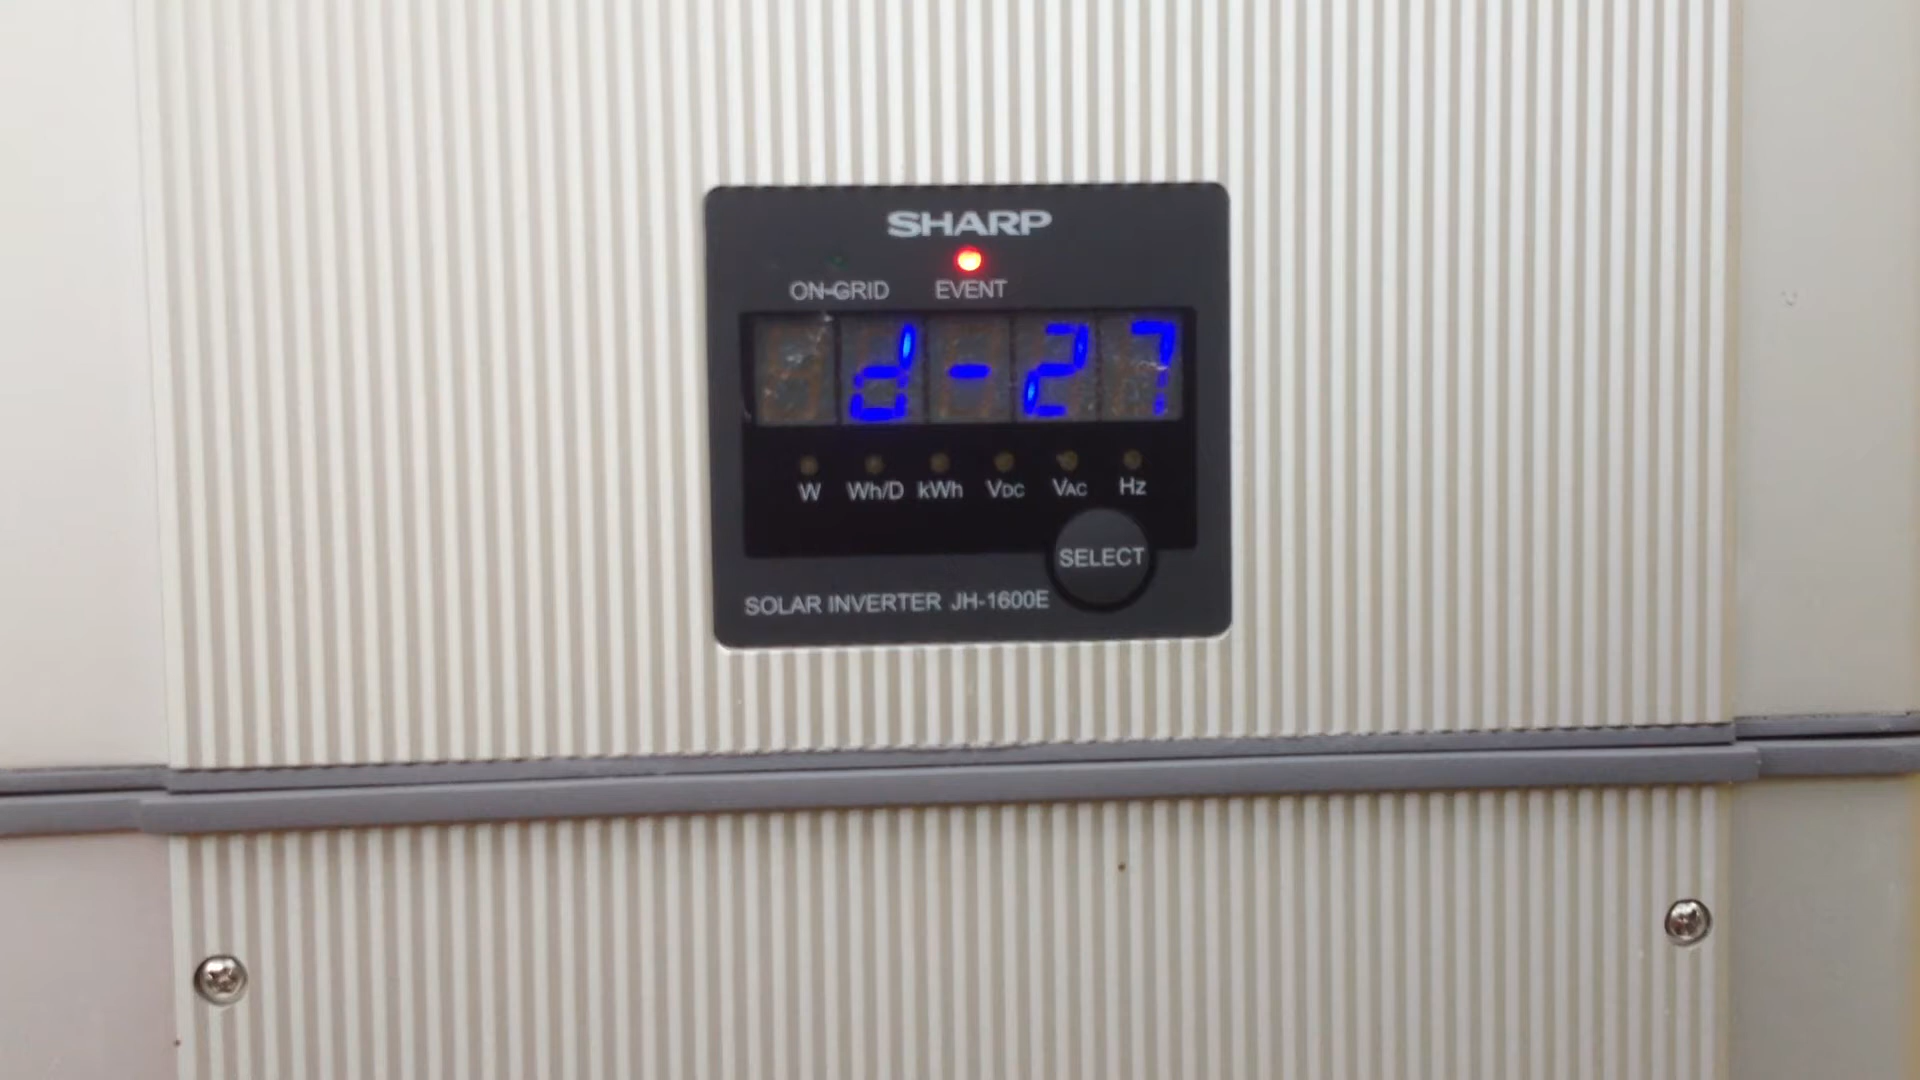 SHARP
ON-GRID EVENT
d-27
W Wh/D kWh VDC VAC Hz
SELECT
SOLAR INVERTER JH-1600E